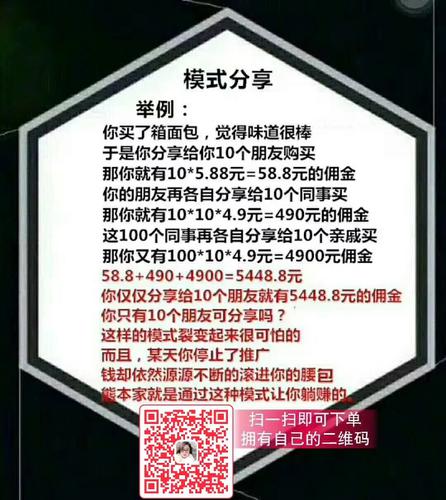 模式分享
举例：
你买了箱面包，觉得味道很棒
于是你分享给你10个朋友购买
那你就有10*5.88元=58.8元的佣金
你的朋友再各自分享给10个同事买
那你就有10*10*4.9元=490元的佣金
这100个同事再各自分享给10个亲戚买
那你又有100*10*4.9元=4900元佣金
58.8+490+4900=5448.8元
你仅仅分享给10个朋友就有5448.8元的佣金
你只有10个朋友可分享吗？
这样的模式裂变起来很可怕的
而且，某天你停止了推广
钱却依然源源不断的滚进你的腰包
熊本家就是通过这种模式让你躺赚的。
扫一扫即可下单
拥有自己的二维码